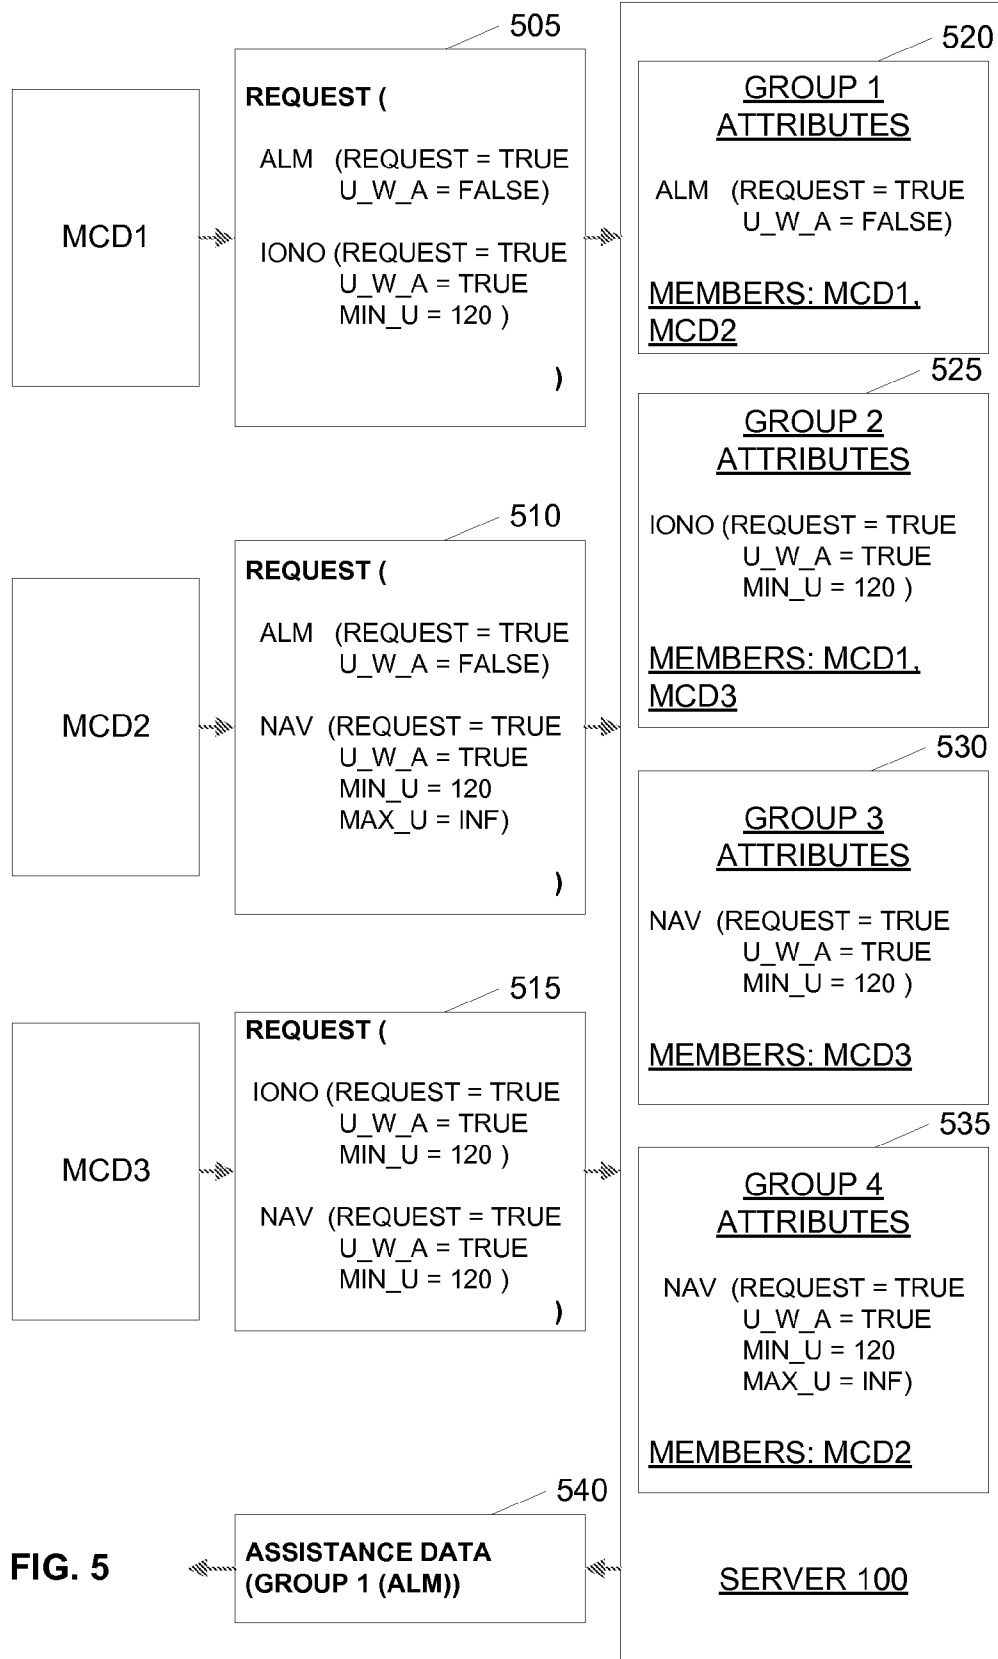 505
MCD1
REQUEST (
ALM (REQUEST = TRUE
U_W_A = FALSE)
IONO (REQUEST = TRUE
U_W_A = TRUE
MIN_U = 120 )
)
510
MCD2
REQUEST (
ALM (REQUEST = TRUE
U_W_A = FALSE)
NAV (REQUEST = TRUE
U_W_A = TRUE
MIN_U = 120
MAX_U = INF)
)
515
MCD3
REQUEST (
IONO (REQUEST = TRUE
U_W_A = TRUE
MIN_U = 120 )
NAV (REQUEST = TRUE
U_W_A = TRUE
MIN_U = 120 )
)
520
GROUP 1
ATTRIBUTES
ALM (REQUEST = TRUE
U_W_A = FALSE)
MEMBERS: MCD1,
MCD2
525
GROUP 2
ATTRIBUTES
IONO (REQUEST = TRUE
U_W_A = TRUE
MIN_U = 120 )
MEMBERS: MCD1,
MCD3
530
GROUP 3
ATTRIBUTES
NAV (REQUEST = TRUE
U_W_A = TRUE
MIN_U = 120 )
MEMBERS: MCD3
535
GROUP 4
ATTRIBUTES
NAV (REQUEST = TRUE
U_W_A = TRUE
MIN_U = 120
MAX_U = INF)
MEMBERS: MCD2
540
ASSISTANCE DATA
(GROUP 1 (ALM))
SERVER 100
FIG. 5